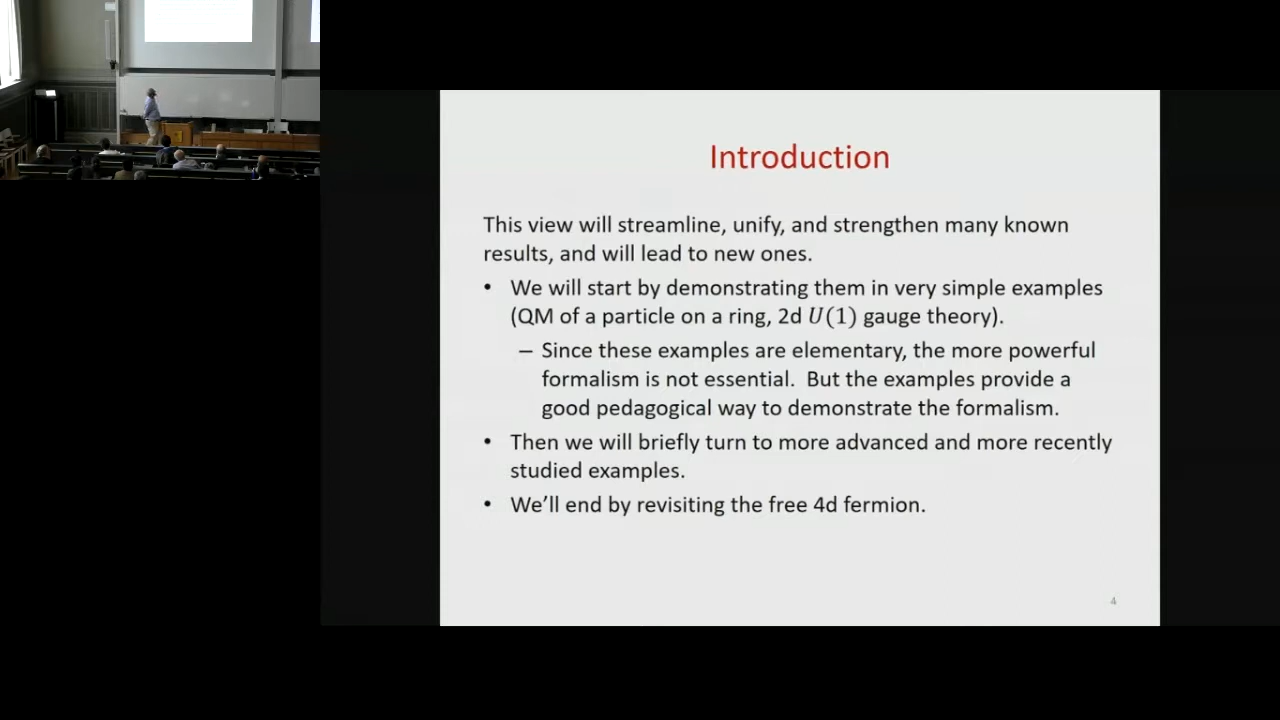 Introduction
This view will streamline, unify, and strengthen many known
results, and will lead to new ones.
• We will start by demonstrating them in very simple examples
(QM of a particle on a ring, 2d U(1) gauge theory).
– Since these examples are elementary, the more powerful
formalism is not essential.  But the examples provide a
good pedagogical way to demonstrate the formalism.
• Then we will briefly turn to more advanced and more recently
studied examples.
• We’ll end by revisiting the free 4d fermion.
4